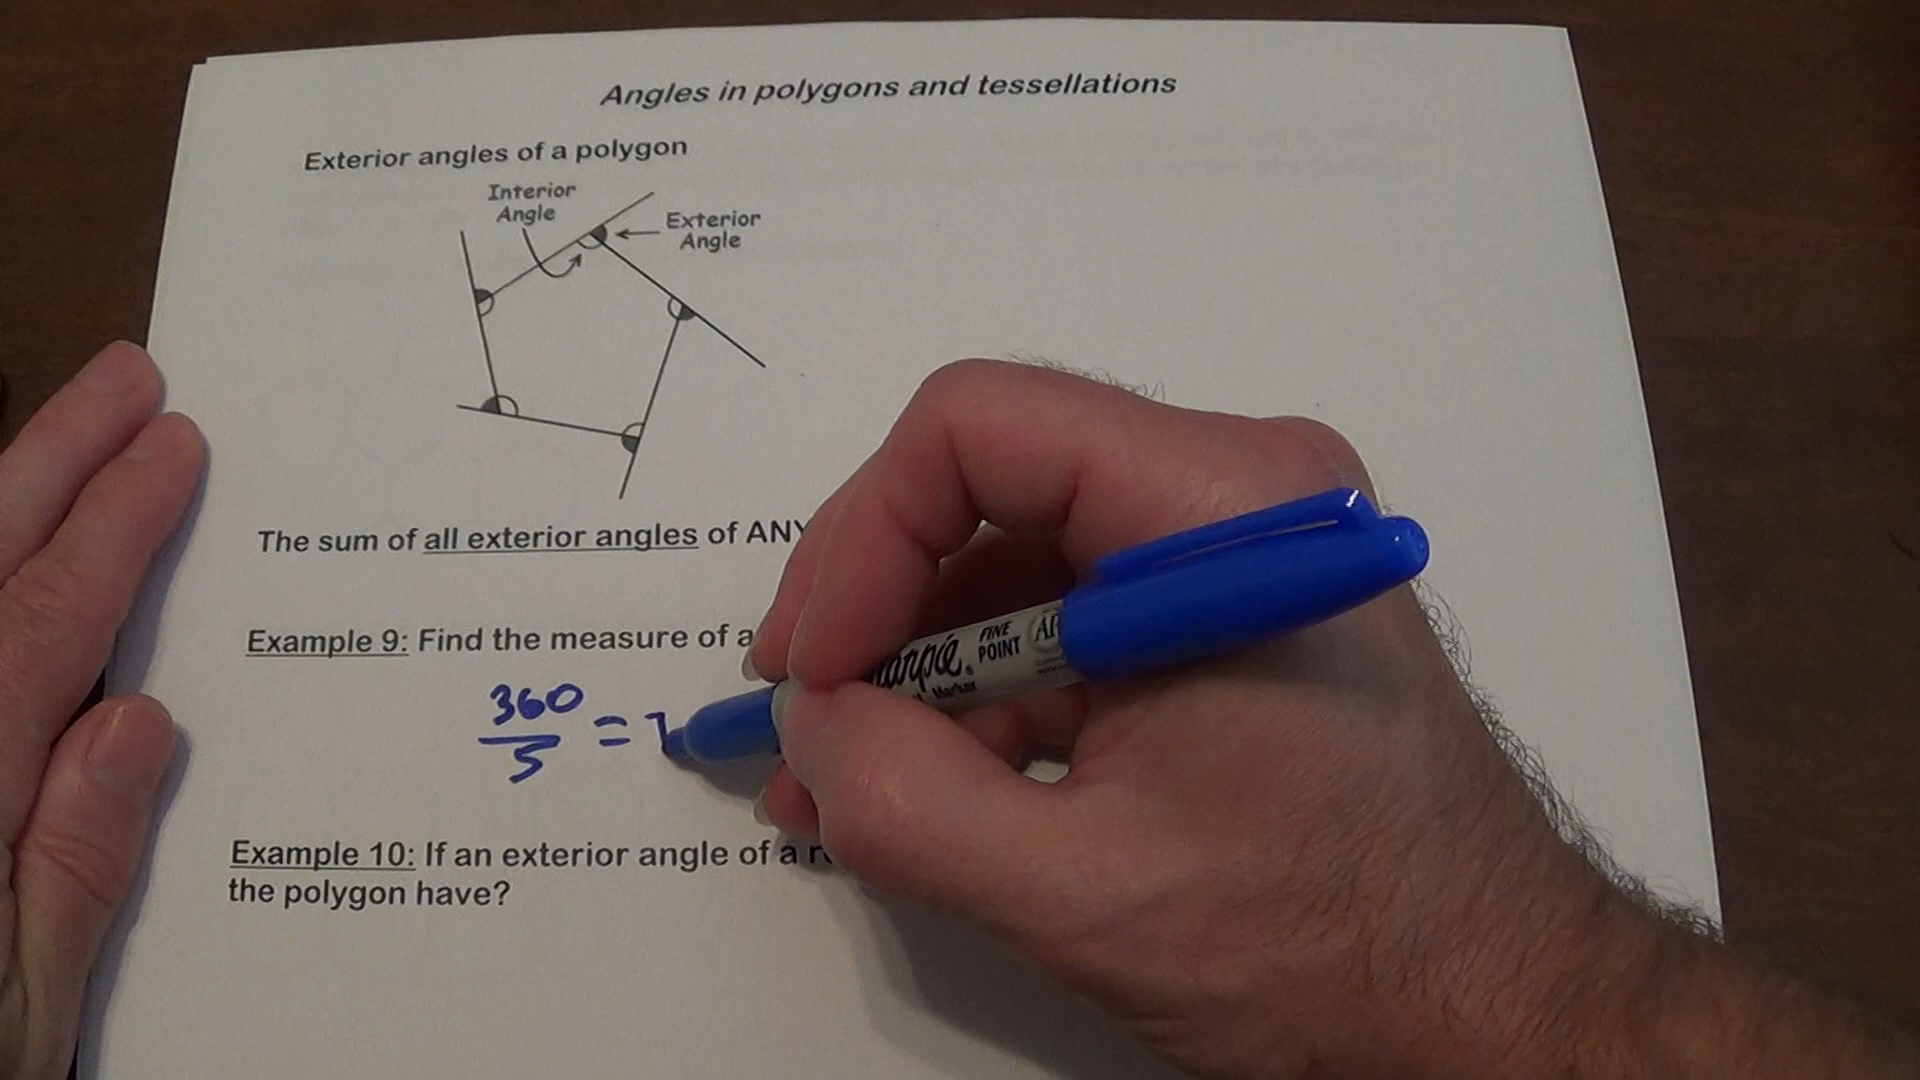 Angles in polygons and tessellations
Exterior angles of a polygon
Interior
Angle
Exterior
Angle
The sum of all exterior angles of ANY
Example 9: Find the measure of a
360
5
= 7
FINE
POINT
Marker
Example 10: If an exterior angle of a
the polygon have?